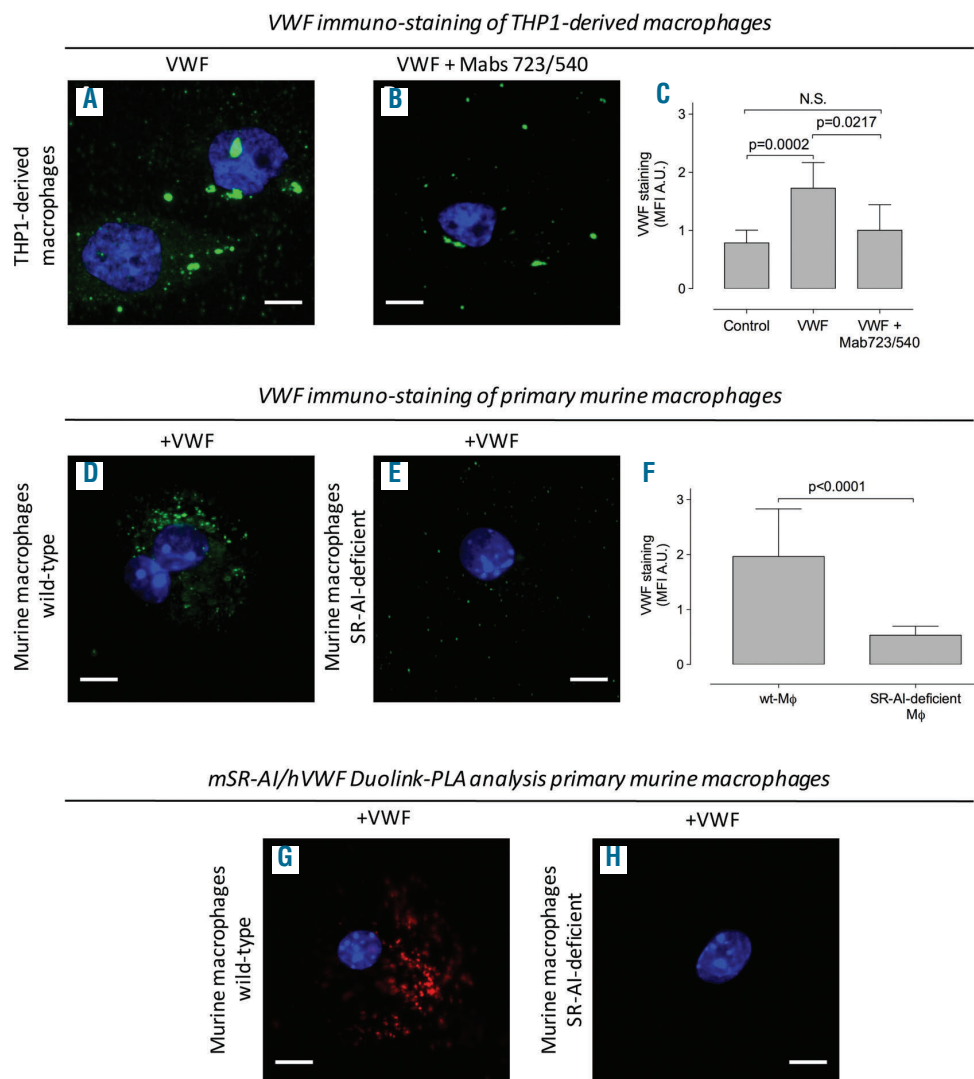 VWF immuno-staining of THP1-derived macrophages
VWF
VWF + Mabs 723/540
THP1-derived
macrophages
A
B
C
N.S.
p=0.0217
p=0.0002
VWF staining
(MFI A.U.)
3
2
1
0
Control
VWF
VWF +
Mab723/540
VWF immuno-staining of primary murine macrophages
+VWF
+VWF
Murine macrophages
wild-type
D
Murine macrophages
SR-AI-deficient
E
F
p<0.0001
VWF staining
(MFI A.U.)
3
2
1
0
wt-Mϕ
SR-AI-deficient
Mϕ
mSR-AI/hVWF Duolink-PLA analysis primary murine macrophages
+VWF
+VWF
Murine macrophages
wild-type
G
Murine macrophages
SR-AI-deficient
H